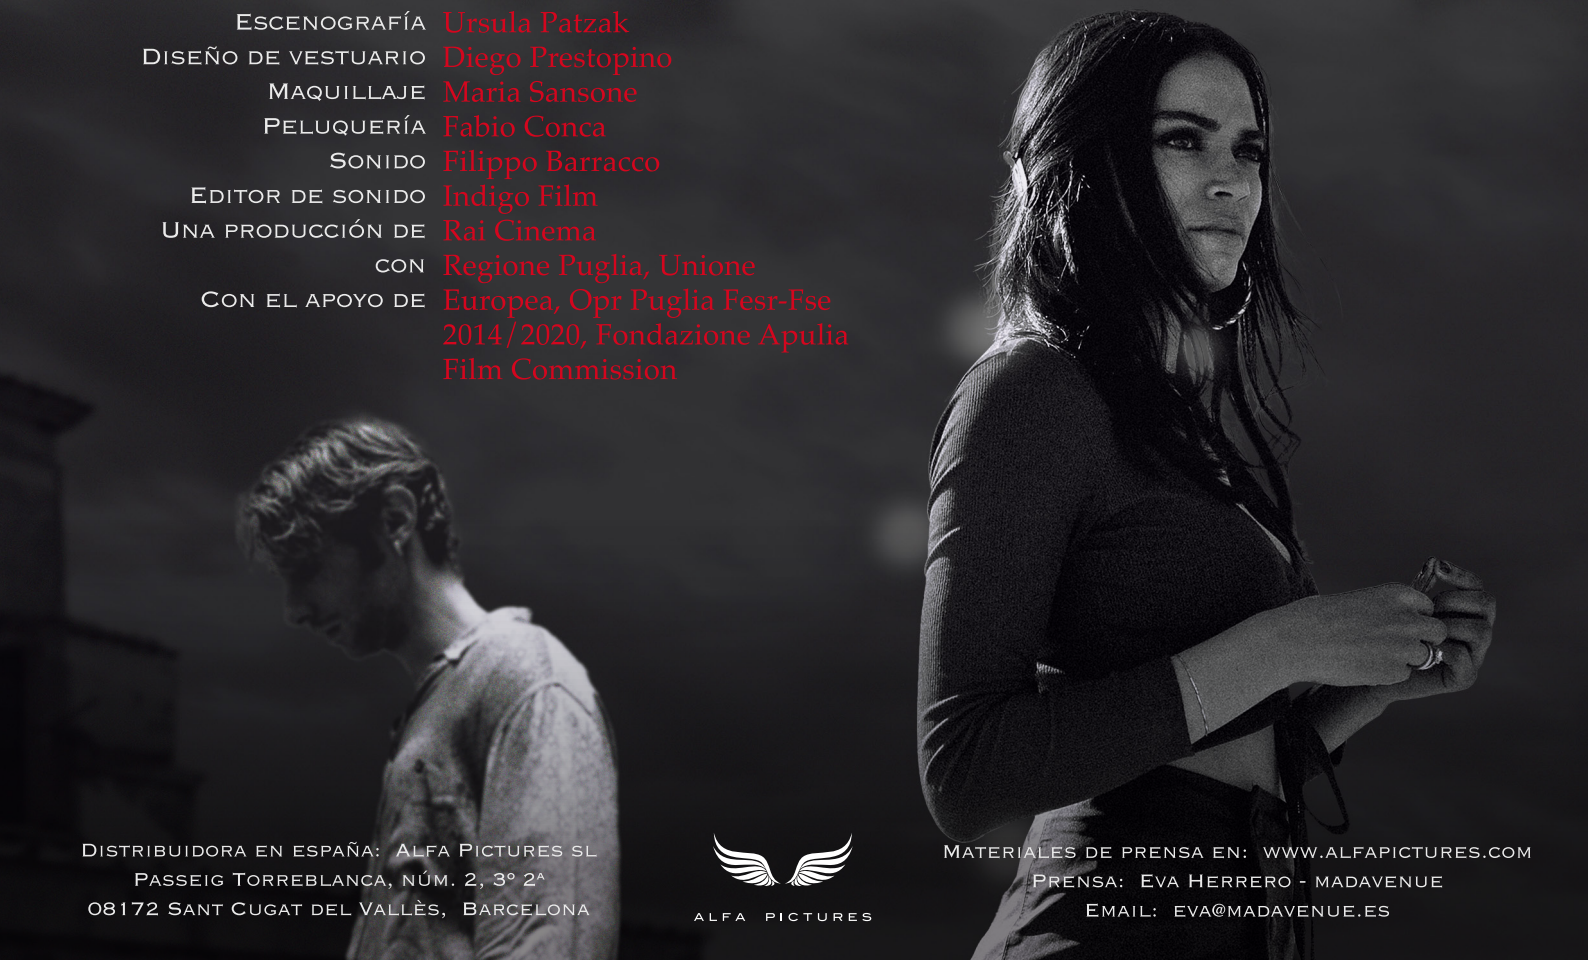 Escenografía Ursula Patzak
Diseño de vestuario Diego Prestopino
Maquillaje Maria Sansone
Peluquería Fabio Conca
Sonido Filippo Barracco
Editor de sonido Indigo Film
Una producción de Rai Cinema
con Regione Puglia, Unione
Con el apoyo de Europea, Opr Puglia Fesr-Fse
2014/2020, Fondazione Apulia
Film Commission
Distribuidora en españa: Alfa Pictures sl
Passeig Torreblanca, núm. 2, 3º 2ª
08172 Sant Cugat del Vallès, Barcelona
ALFA PICTURES
Materiales de prensa en: www.alfapictures.com
Prensa: Eva Herrero - madavenue
Email: eva@madavenue.es